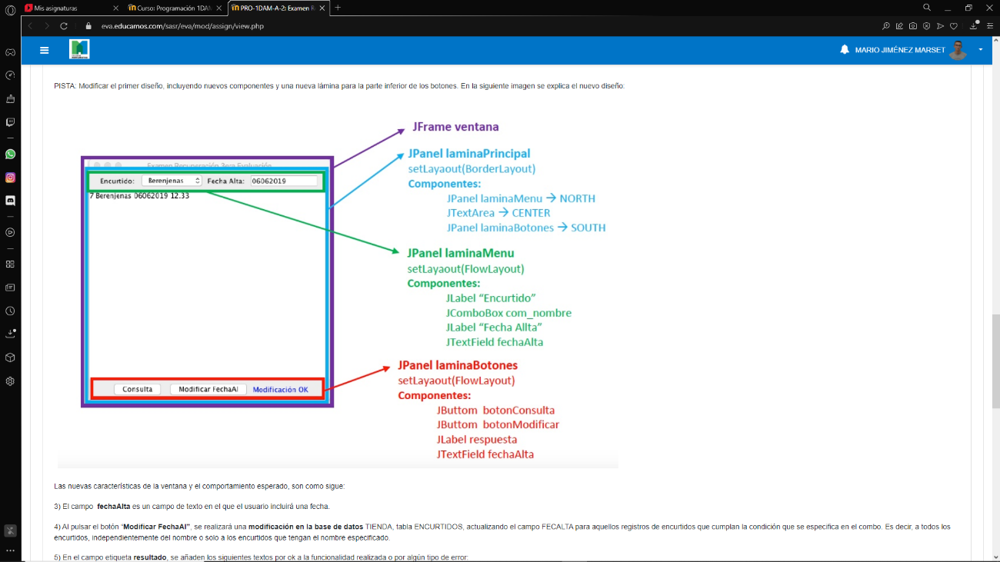 Mis asignaturas
Curso: Programación 1DAM
PRO-1DAM-A-2: Examen R
eva.educamos.com/sasr/eva/mod/assign/view.php
MARIO JIMÉNEZ MARSET
PISTA: Modificar el primer diseño, incluyendo nuevos componentes y una nueva lámina para la parte inferior de los botones. En la siguiente imagen se explica el nuevo diseño:
JFrame ventana
JPanel laminaPrincipal
setLayaout(BorderLayout)
Componentes:
JPanel laminaMenu → NORTH
JTextArea → CENTER
JPanel laminaBotones → SOUTH
Examen Recuperación 3era Evaluación
Encurtido: Berenjenas Fecha Alta: 06062019
7 Berenjenas 06062019 12.33
JPanel laminaMenu
setLayaout(FlowLayout)
Componentes:
JLabel “Encurtido”
JComboBox com_nombre
JLabel “Fecha Allta”
JTextField fechaAlta
JPanel laminaBotones
setLayaout(FlowLayout)
Componentes:
JButtom botonConsulta
JButtom botonModificar
JLabel respuesta
JTextField fechaAlta
Consulta Modificar FechaAl Modificación OK
Las nuevas características de la ventana y el comportamiento esperado, son como sigue:
3) El campo fechaAlta es un campo de texto en el que el usuario incluirá una fecha.
4) Al pulsar el botón “Modificar FechaAl”, se realizará una modificación en la base de datos TIENDA, tabla ENCURTIDOS, actualizando el campo FECALTA para aquellos registros de encurtidos que cumplan la condición que se especifica en el combo. Es decir, a todos los
encurtidos, independientemente del nombre o solo a los encurtidos que tengan el nombre especificado.
5) En el campo etiqueta resultado, se añaden los siguientes textos por ok a la funcionalidad realizada o por algún tipo de error: